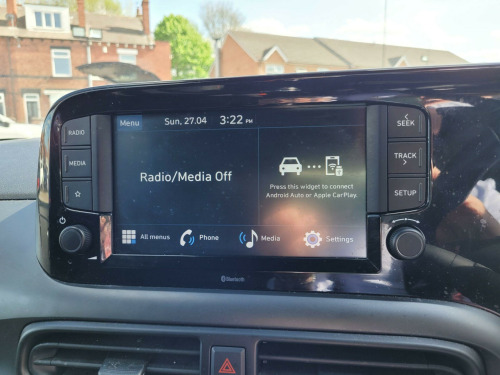 RADIO
MEDIA
Menu
Sun, 27.04
3:22 PM
Radio/Media Off
Press this widget to connect
Android Auto or Apple CarPlay.
All menus
Phone
Media
Settings
SEEK
TRACK
SETUP
Bluetooth